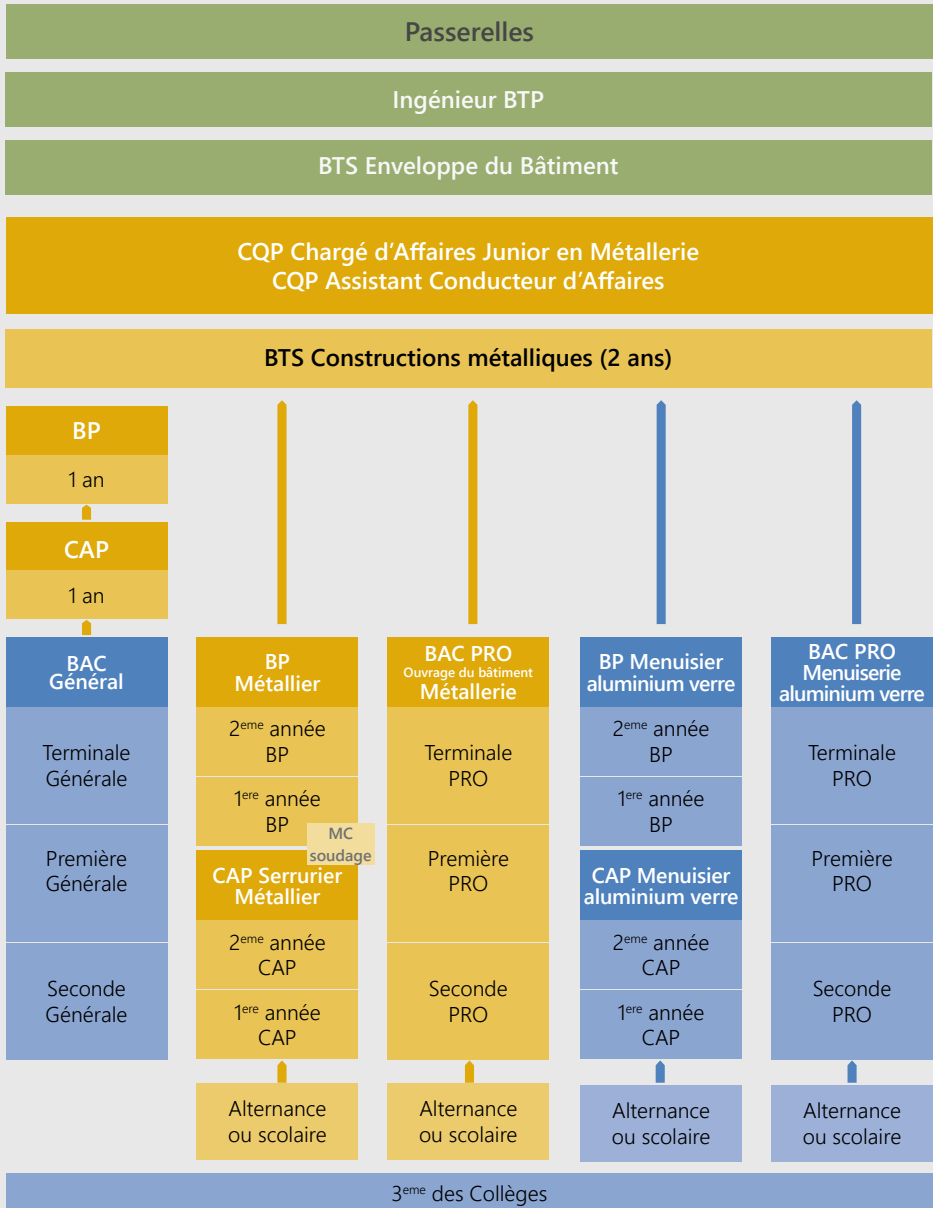 Passerelles
Ingénieur BTP
BTS Enveloppe du Bâtiment
CQP Chargé d'Affaires Junior en Métallerie
CQP Assistant Conducteur d'Affaires
BTS Constructions métalliques (2 ans)
BP
1 an
CAP
1 an
BAC
Général
Terminale
Générale
Première
Générale
Seconde
Générale
BP
Métallier
2eme année
BP
1ere année
BP
MC
soudage
CAP Serrurier
Métallier
2eme année
CAP
1ere année
CAP
Alternance
ou scolaire
BAC PRO
Ouvrage du bâtiment
Métallerie
Terminale
PRO
Première
PRO
Seconde
PRO
Alternance
ou scolaire
BP Menuisier
aluminium verre
2eme année
BP
1ere année
BP
CAP Menuisier
aluminium verre
2eme année
CAP
1ere année
CAP
Alternance
ou scolaire
BAC PRO
Menuiserie
aluminium verre
Terminale
PRO
Première
PRO
Seconde
PRO
Alternance
ou scolaire
3eme des Collèges